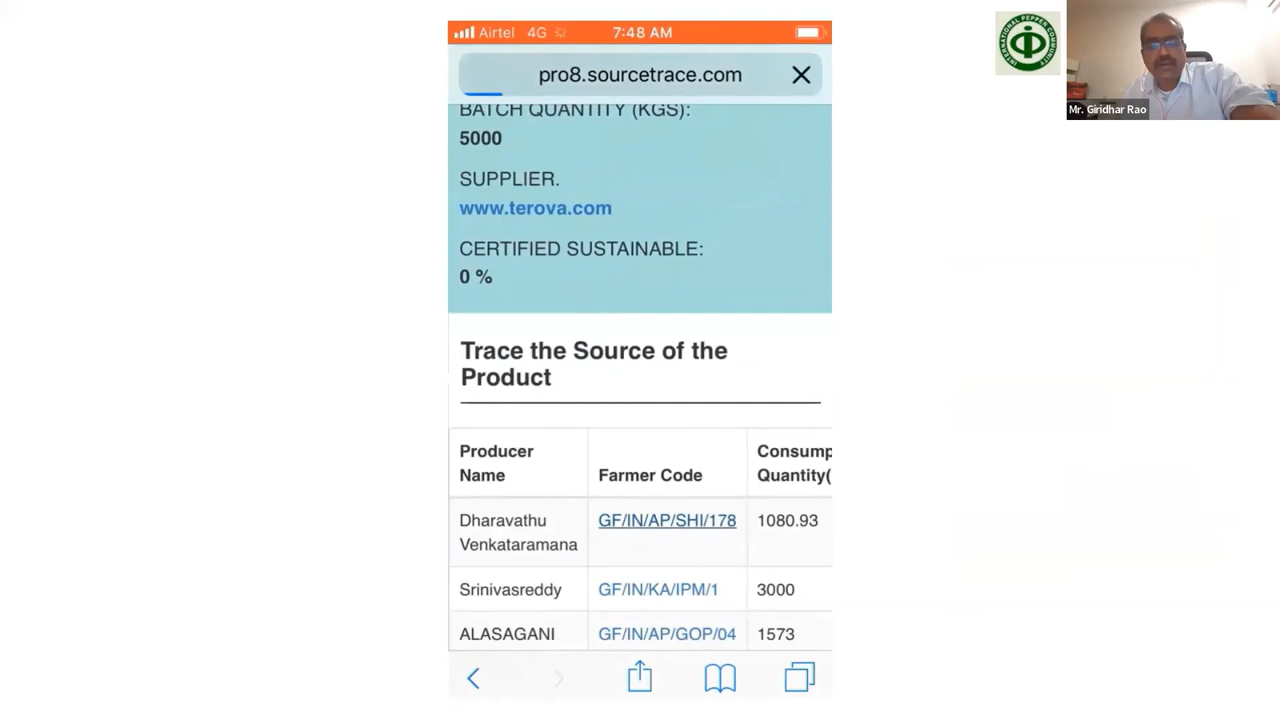 Airtel 4G 7:48 AM
pro8.sourcetrace.com
BATCH QUANTITY (KGS):
5000
SUPPLIER.
www.terova.com
CERTIFIED SUSTAINABLE:
0 %
Trace the Source of the
Product
Producer
Name
Farmer Code
Consump
Quantity(
Dharavathu
Venkataramana
GF/IN/AP/SHI/178
1080.93
Srinivasreddy
GF/IN/KA/IPM/1
3000
ALASAGANI
GF/IN/AP/GOP/04
1573
INTERNATIONAL PEPPER COMMUNITY
Mr. Giridhar Rao